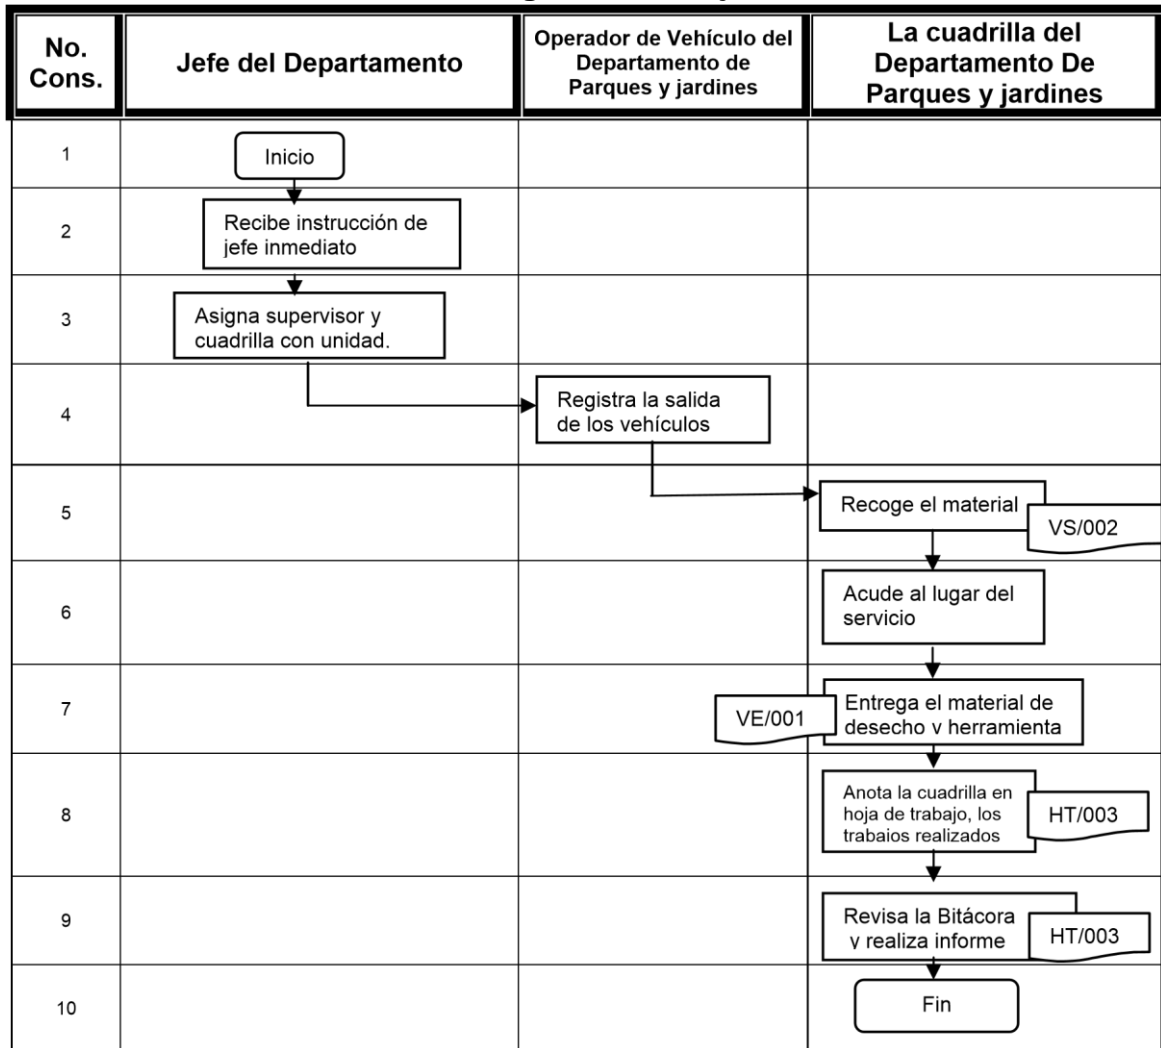 No.
Cons.
Jefe del Departamento
Operador de Vehículo del
Departamento de
Parques y jardines
La cuadrilla del
Departamento De
Parques y jardines
1
Inicio
2
Recibe instrucción de
jefe inmediato
3
Asigna supervisor y
cuadrilla con unidad.
4
Registra la salida
de los vehículos
5
Recoge el material
VS/002
6
Acude al lugar del
servicio
7
VE/001
Entrega el material de
desecho y herramienta
8
Anota la cuadrilla en
hoja de trabajo, los
trabajos realizados
HT/003
9
Revisa la Bitácora
y realiza informe
HT/003
10
Fin